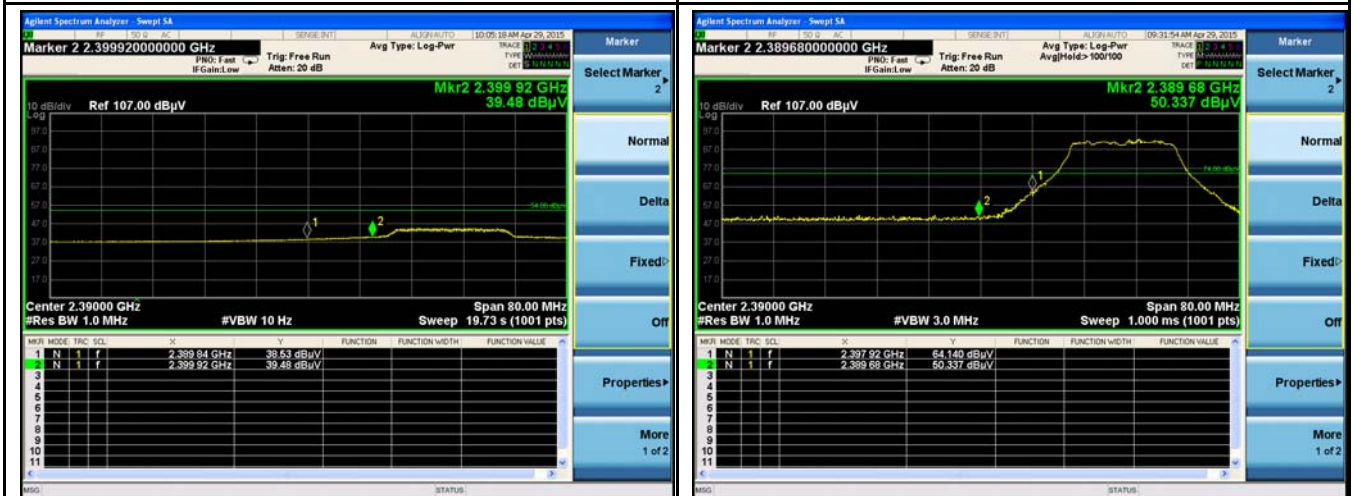 Agilent Spectrum Analyzer - Swept SA
RF 50 Ω AC SENSE:INT ALIGN AUTO 10:05:18 AM Apr 29, 2015
Marker 2 2.399920000000 GHz
PNO: Fast
IFGain:Low
Trig: Free Run
Atten: 20 dB
Avg Type: Log-Pwr
TRACE 1 2 3 4 5 6
TYPE
DET
Mkr2 2.399 92 GHz
39.48 dBµV
10 dB/div Ref 107.00 dBµV
Log
97.0
87.0
77.0
67.0
57.0
47.0
37.0
27.0
17.0
54.00 dBµV
1
2
Center 2.39000 GHz Span 80.00 MHz
#Res BW 1.0 MHz #VBW 10 Hz Sweep 19.73 s (1001 pts)
MKR MODE TRC SCL X Y FUNCTION FUNCTION WIDTH FUNCTION VALUE
1 N 1 f 2.389 84 GHz 38.53 dBµV
2 N 1 f 2.399 92 GHz 39.48 dBµV
3
4
5
6
7
8
9
10
11
MSG STATUS
Marker
Select Marker
2
Normal
Delta
Fixed
Off
Properties
More
1 of 2
Agilent Spectrum Analyzer - Swept SA
RF 50 Ω AC SENSE:INT ALIGN AUTO 09:31:54 AM Apr 29, 2015
Marker 2 2.389680000000 GHz
PNO: Fast
IFGain:Low
Trig: Free Run
Atten: 20 dB
Avg Type: Log-Pwr
Avg|Hold:>100/100
TRACE 1 2 3 4 5 6
TYPE
DET
Mkr2 2.389 68 GHz
50.337 dBµV
10 dB/div Ref 107.00 dBµV
Log
97.0
87.0
77.0
67.0
57.0
47.0
37.0
27.0
17.0
74.00 dBµV
1
2
Center 2.39000 GHz Span 80.00 MHz
#Res BW 1.0 MHz #VBW 3.0 MHz Sweep 1.000 ms (1001 pts)
MKR MODE TRC SCL X Y FUNCTION FUNCTION WIDTH FUNCTION VALUE
1 N 1 f 2.397 92 GHz 64.140 dBµV
2 N 1 f 2.389 68 GHz 50.337 dBµV
3
4
5
6
7
8
9
10
11
MSG STATUS
Marker
Select Marker
2
Normal
Delta
Fixed
Off
Properties
More
1 of 2